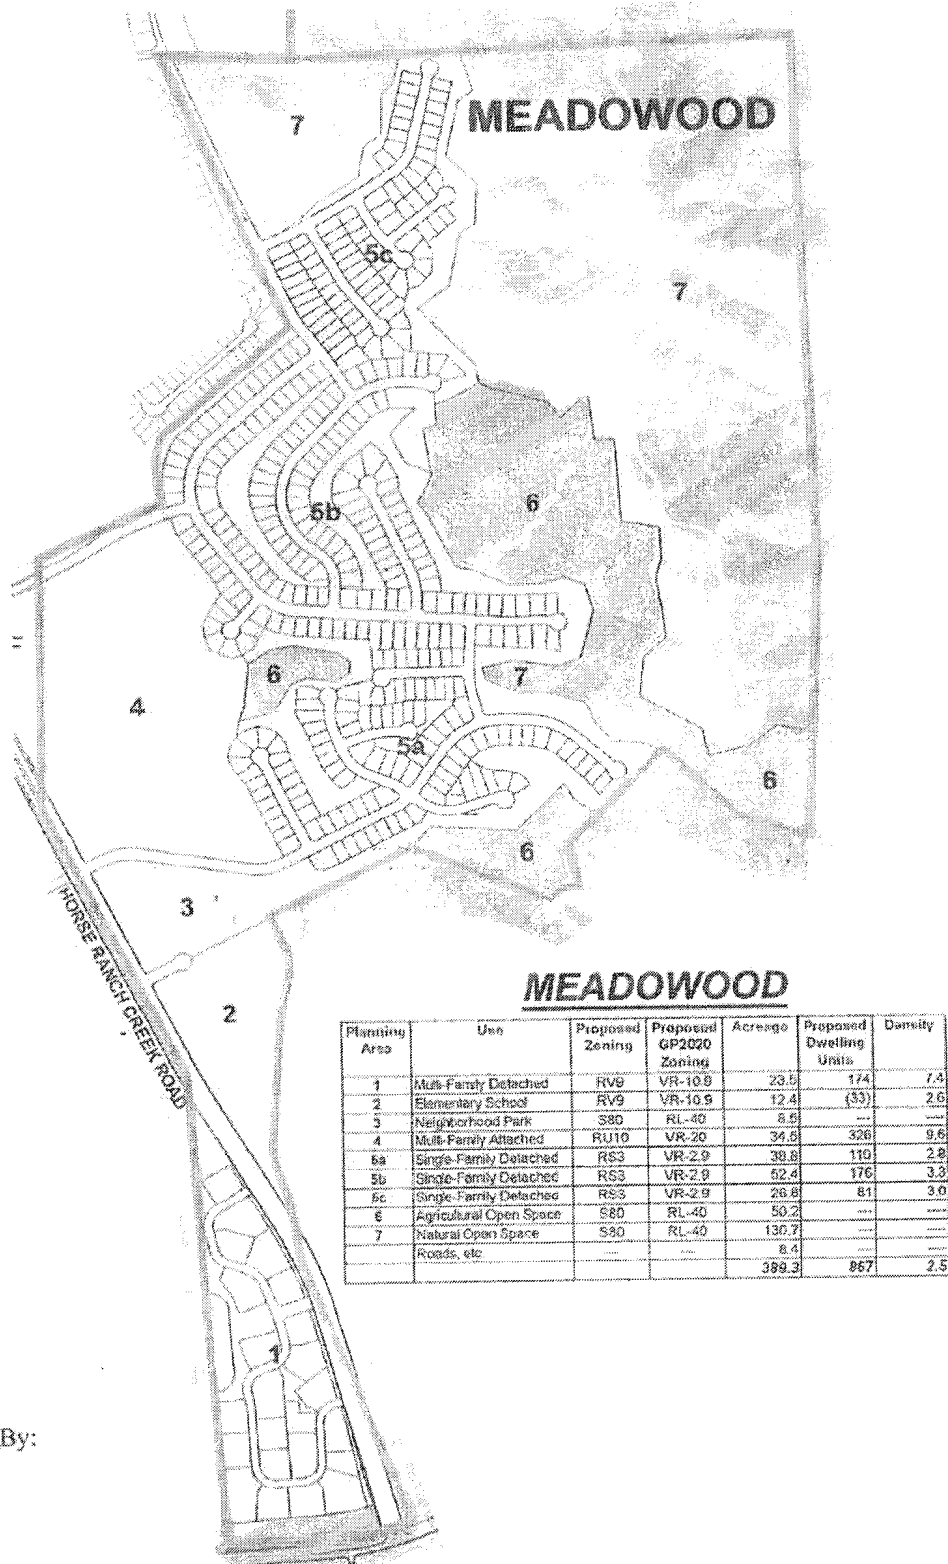 7
MEADOWOOD
5c
7
6
5b
6
7
4
5a
6
6
3
HORSE RANCH CREEK ROAD
2
MEADOWOOD
Planning Area Use Proposed Zoning Proposed GP2020 Zoning Acreage Proposed Dwelling Units Density
1 Multi-Family Detached RV9 VR-10.9 23.5 174 7.4
2 Elementary School RV9 VR-10.9 12.4 (33) 2.6
3 Neighborhood Park S80 RL-40 ---- ----
4 Multi-Family Attached RU10 VR-20 34.5 326 9.5
5a Single-Family Detached RS3 VR-2.9 39.8 110 2.8
5b Single-Family Detached RS3 VR-2.9 52.4 176 3.3
5c Single-Family Detached RS3 VR-2.9 26.8 81 3.0
6 Agricultural Open Space S80 RL-40 50.2 ---- ----
7 Natural Open Space S80 RL-40 130.7 ---- ----
Roads, etc ---- ---- 8.4 ---- ----
389.3 867 2.5
1
By: